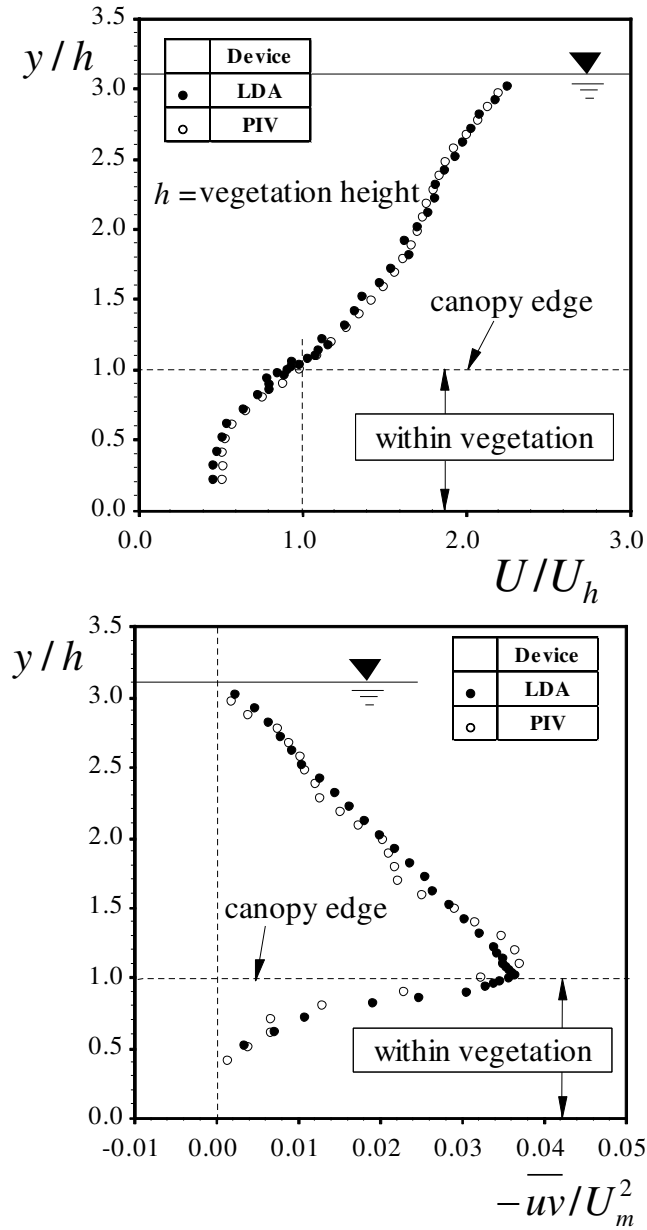 3.5
y/h
Device
LDA
PIV
3.0
2.5
h = vegetation height
2.0
1.5
canopy edge
1.0
within vegetation
0.5
0.0
0.0 1.0 2.0 3.0
U/U_h
3.5
y/h
Device
LDA
PIV
3.0
2.5
2.0
1.5
canopy edge
1.0
within vegetation
0.5
0.0
-0.01 0.00 0.01 0.02 0.03 0.04 0.05
$-\overline{uv}/U_m^2$